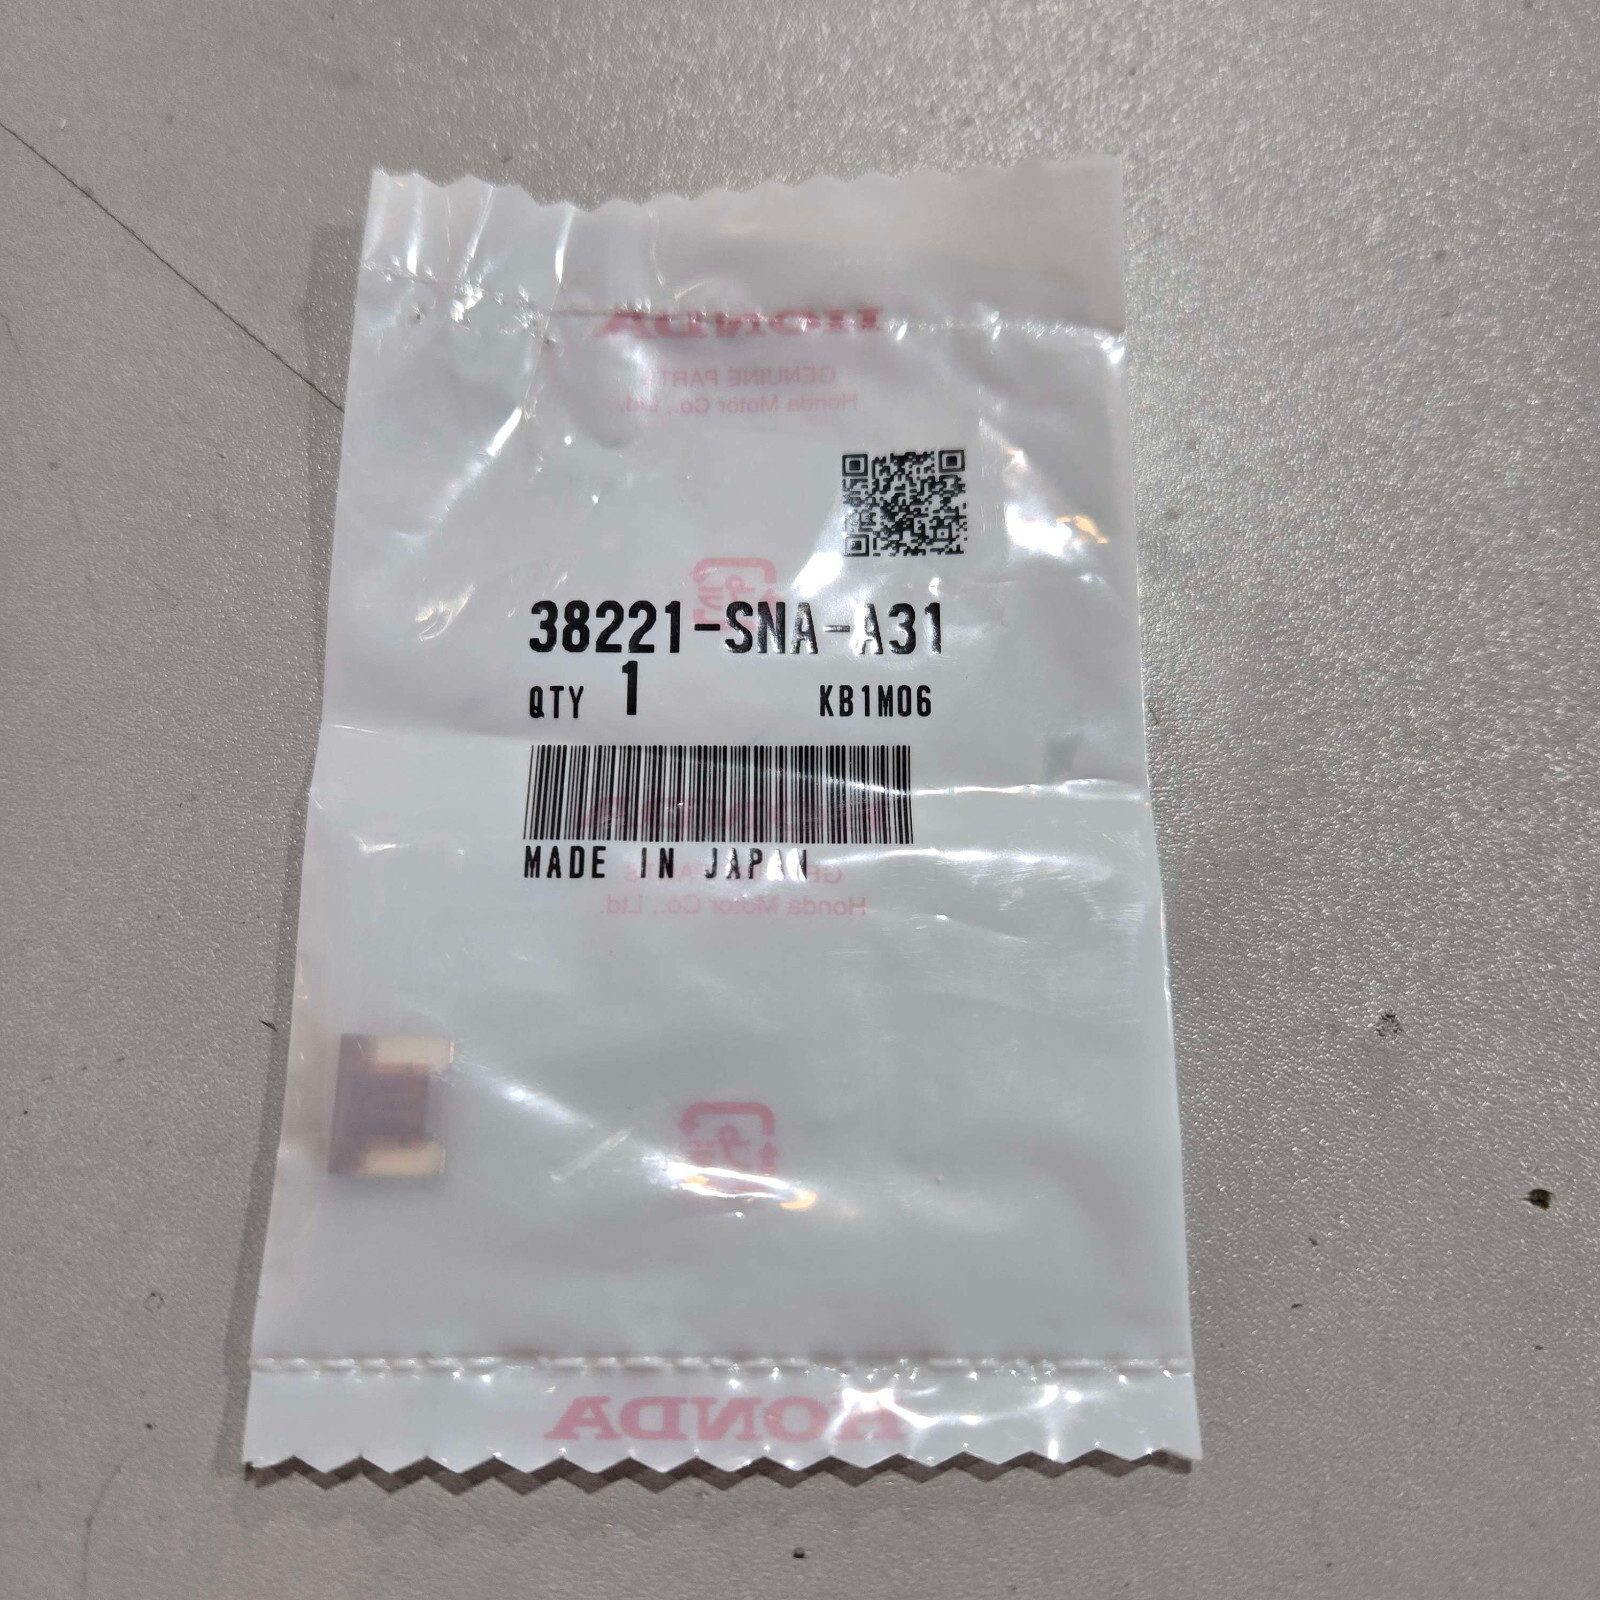 HONDA
GENUINE PARTS
Honda Motor Co., Ltd.
38221-SNA-A31
QTY 1 KB1M06
HONDA
MADE IN JAPAN
GENUINE PARTS
Honda Motor Co., Ltd.
HONDA